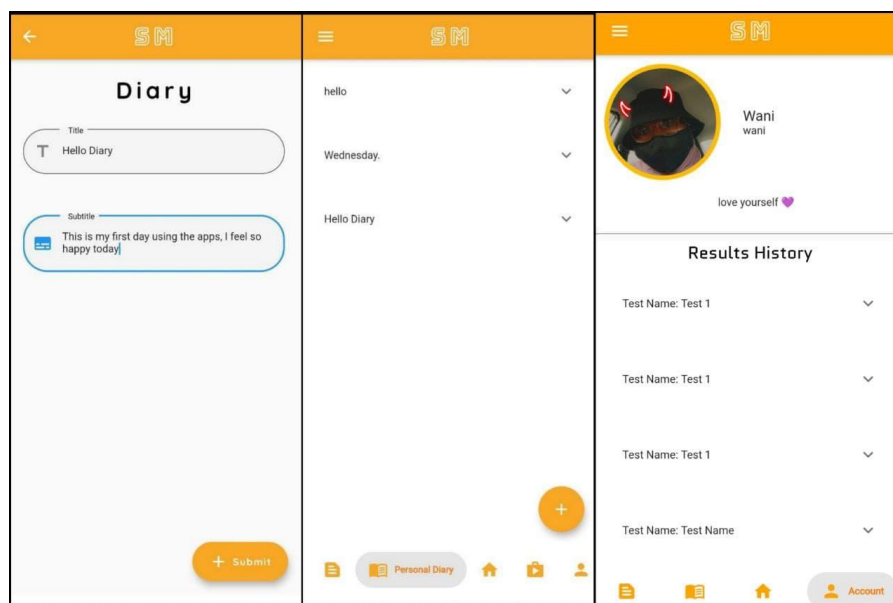 SM
Diary
Title
Hello Diary
Subtitle
This is my first day using the apps, I feel so
happy today
+ Submit
SM
hello
Wednesday.
Hello Diary
+
Personal Diary
SM
Wani
wani
love yourself 💜
Results History
Test Name: Test 1
Test Name: Test 1
Test Name: Test 1
Test Name: Test Name
Account